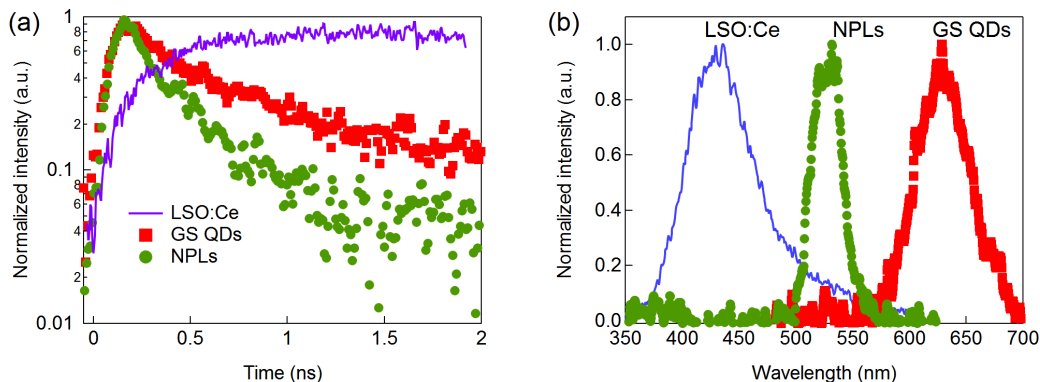 (a)
Normalized intensity (a.u.)
1
8
6
4
2
0.1
8
6
4
2
0.01
0
0.5
1
1.5
2
Time (ns)
LSO:Ce
GS QDs
NPLs
(b)
Normalized intensity (a.u.)
1.0
0.8
0.6
0.4
0.2
0.0
350 400 450 500 550 600 650 700
Wavelength (nm)
LSO:Ce NPLs GS QDs